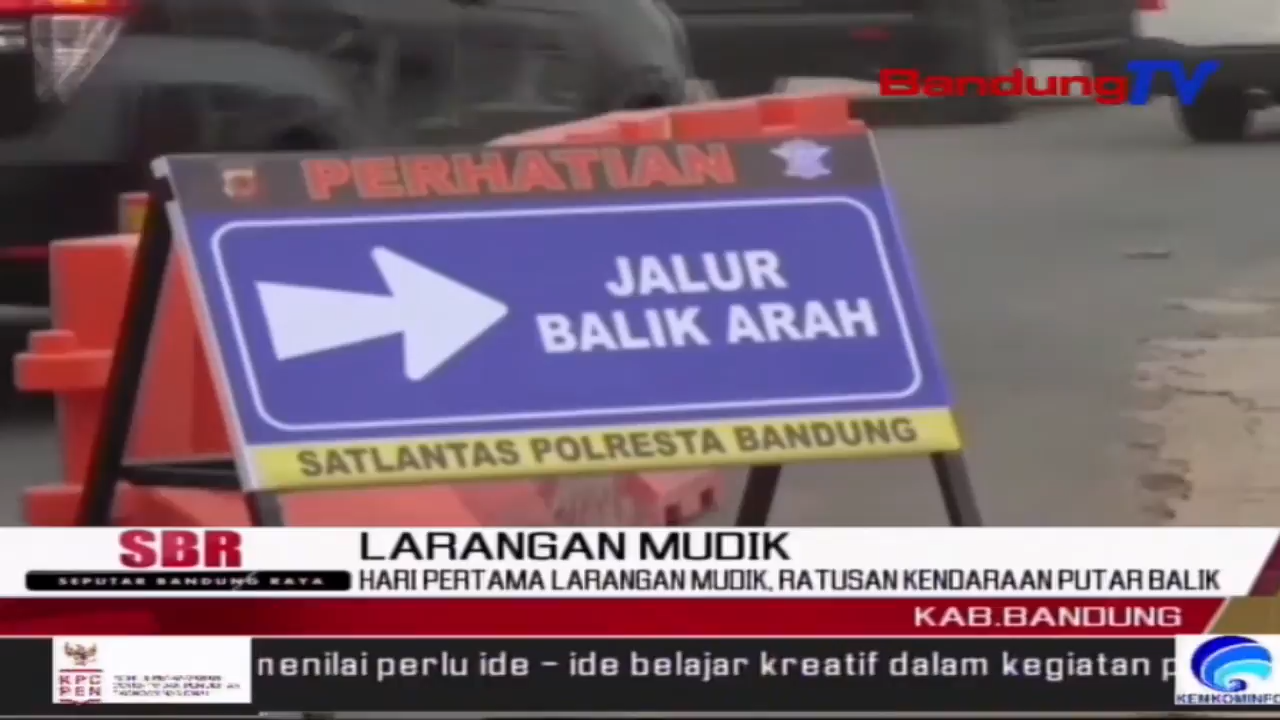 BandungTV
PERHATIAN
JALUR
BALIK ARAH
SATLANTAS POLRESTA BANDUNG
SBR
SEPUTAR BANDUNG RAYA
LARANGAN MUDIK
HARI PERTAMA LARANGAN MUDIK, RATUSAN KENDARAAN PUTAR BALIK
KAB.BANDUNG
KPC
PEN
menilai perlu ide - ide belajar kreatif dalam kegiatan p
KEMKOMINFO